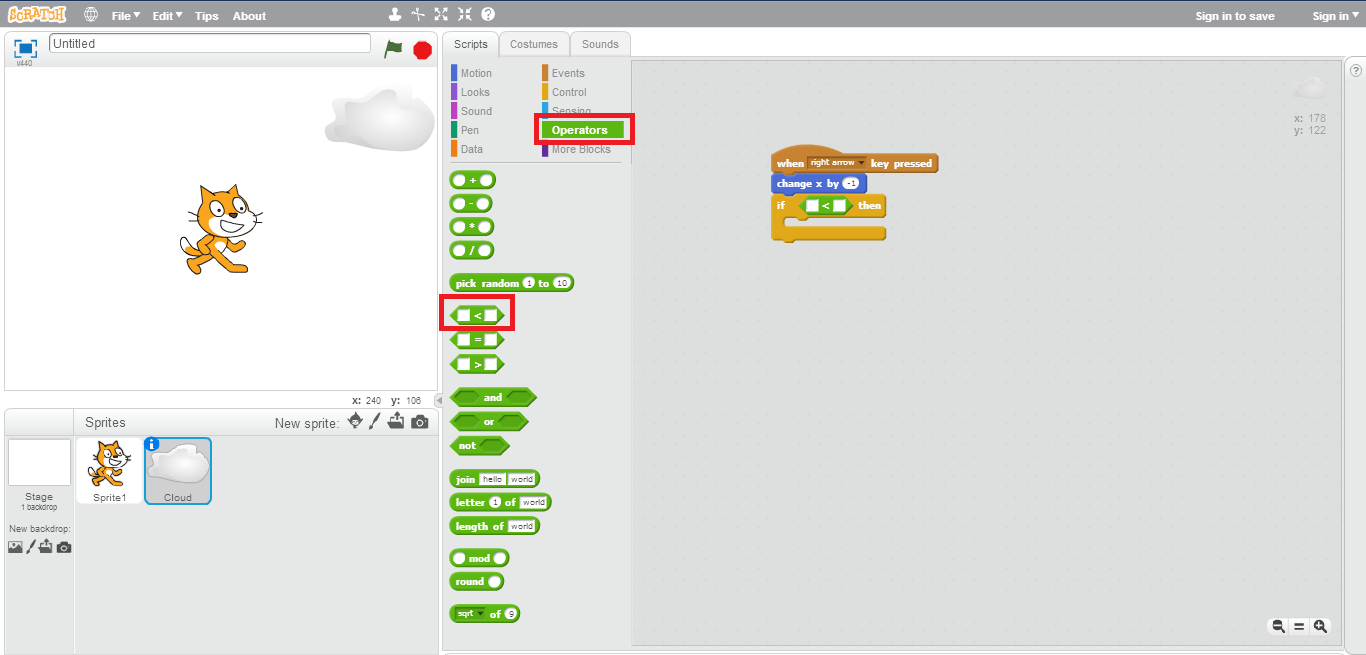 SCRATCH File Edit Tips About Sign in to save Sign in
v440
Untitled
Scripts Costumes Sounds
Motion Events
Looks Control
Sound Sensing
Pen Operators
Data More Blocks
+
-
*
/
pick random 1 to 10
<
=
>
and
or
not
join hello world
letter 1 of world
length of world
mod
round
sqrt of 9
when right arrow key pressed
change x by -1
if < then
x: 178
y: 122
x: 240 y: 106
Sprites New sprite:
Stage
1 backdrop
New backdrop:
Sprite1
Cloud